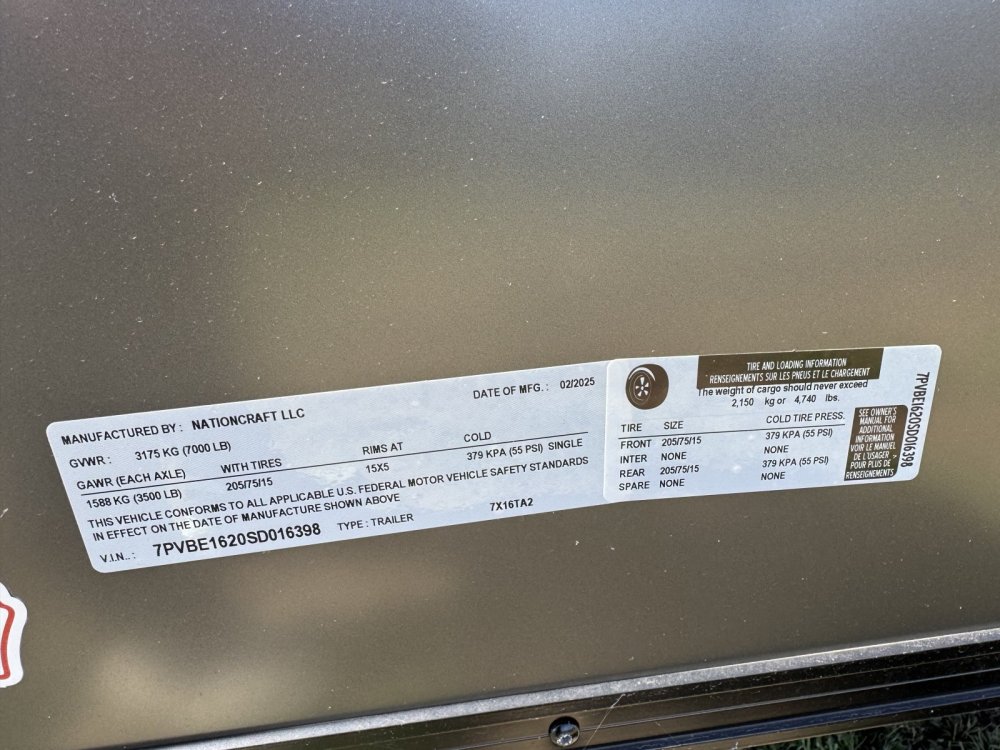 MANUFACTURED BY : NATIONCRAFT LLC DATE OF MFG. : 02/2025
GVWR : 3175 KG (7000 LB)
GAWR (EACH AXLE) WITH TIRES RIMS AT COLD
1588 KG (3500 LB) 205/75/15 15X5 379 KPA (55 PSI) SINGLE
THIS VEHICLE CONFORMS TO ALL APPLICABLE U.S. FEDERAL MOTOR VEHICLE SAFETY STANDARDS
IN EFFECT ON THE DATE OF MANUFACTURE SHOWN ABOVE
V.I.N.. : 7PVBE1620SD016398 TYPE : TRAILER 7X16TA2
TIRE AND LOADING INFORMATION
RENSEIGNEMENTS SUR LES PNEUS ET LE CHARGEMENT
The weight of cargo should never exceed
2,150 kg or 4,740 lbs.
TIRE SIZE COLD TIRE PRESS.
FRONT 205/75/15 379 KPA (55 PSI)
INTER NONE NONE
REAR 205/75/15 379 KPA (55 PSI)
SPARE NONE NONE
SEE OWNER'S
MANUAL FOR
ADDITIONAL
INFORMATION
VOIR LE MANUEL
DE L'USAGER
POUR PLUS DE
RENSEIGNEMENTS
7PVBE1620SD016398